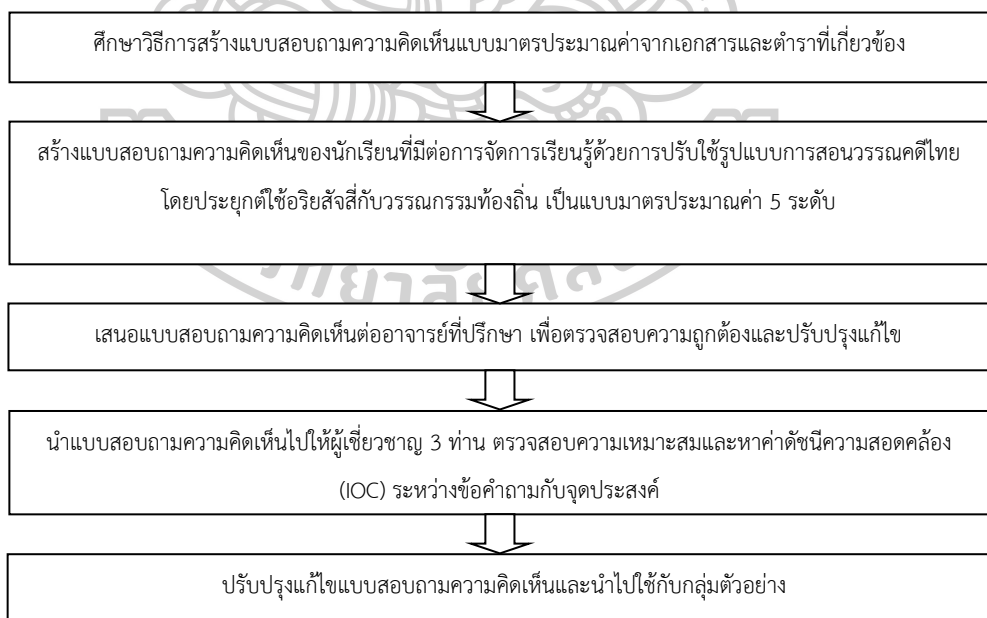 ศึกษาวิธีการสร้างแบบสอบถามความคิดเห็นแบบมาตรประมาณค่าจากเอกสารและตำราที่เกี่ยวข้อง
สร้างแบบสอบถามความคิดเห็นของนักเรียนที่มีต่อการจัดการเรียนรู้ด้วยการปรับใช้รูปแบบการสอนวรรณคดีไทย
โดยประยุกต์ใช้อริยสัจสี่กับวรรณกรรมท้องถิ่น เป็นแบบมาตรประมาณค่า 5 ระดับ
เสนอแบบสอบถามความคิดเห็นต่ออาจารย์ที่ปรึกษา เพื่อตรวจสอบความถูกต้องและปรับปรุงแก้ไข
นำแบบสอบถามความคิดเห็นไปให้ผู้เชี่ยวชาญ 3 ท่าน ตรวจสอบความเหมาะสมและหาค่าดัชนีความสอดคล้อง
(IOC) ระหว่างข้อคำถามกับจุดประสงค์
ปรับปรุงแก้ไขแบบสอบถามความคิดเห็นและนำไปใช้กับกลุ่มตัวอย่าง